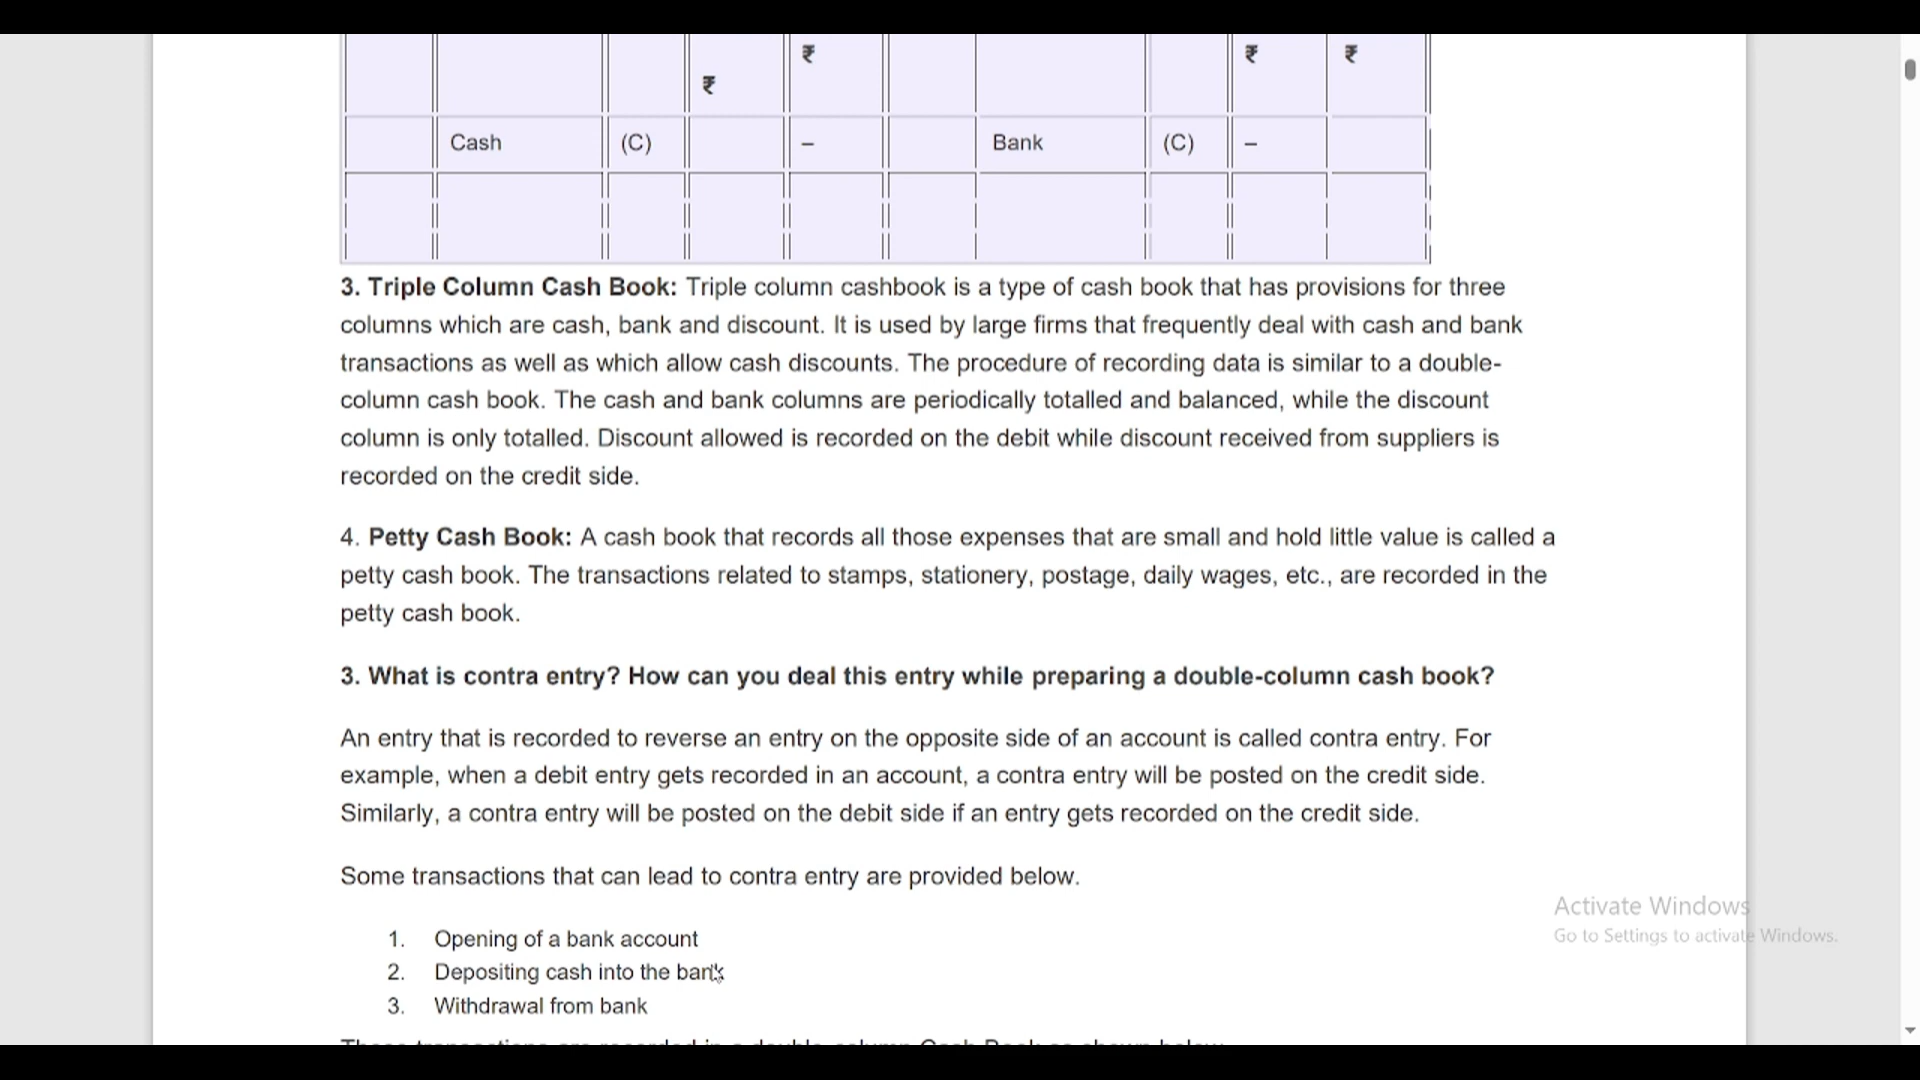 ₹ ₹ ₹
₹
Cash (C) – Bank (C) –
3. Triple Column Cash Book: Triple column cashbook is a type of cash book that has provisions for three
columns which are cash, bank and discount. It is used by large firms that frequently deal with cash and bank
transactions as well as which allow cash discounts. The procedure of recording data is similar to a double-
column cash book. The cash and bank columns are periodically totalled and balanced, while the discount
column is only totalled. Discount allowed is recorded on the debit while discount received from suppliers is
recorded on the credit side.
4. Petty Cash Book: A cash book that records all those expenses that are small and hold little value is called a
petty cash book. The transactions related to stamps, stationery, postage, daily wages, etc., are recorded in the
petty cash book.
3. What is contra entry? How can you deal this entry while preparing a double-column cash book?
An entry that is recorded to reverse an entry on the opposite side of an account is called contra entry. For
example, when a debit entry gets recorded in an account, a contra entry will be posted on the credit side.
Similarly, a contra entry will be posted on the debit side if an entry gets recorded on the credit side.
Some transactions that can lead to contra entry are provided below.
1. Opening of a bank account
2. Depositing cash into the bank
3. Withdrawal from bank
Activate Windows
Go to Settings to activate Windows.